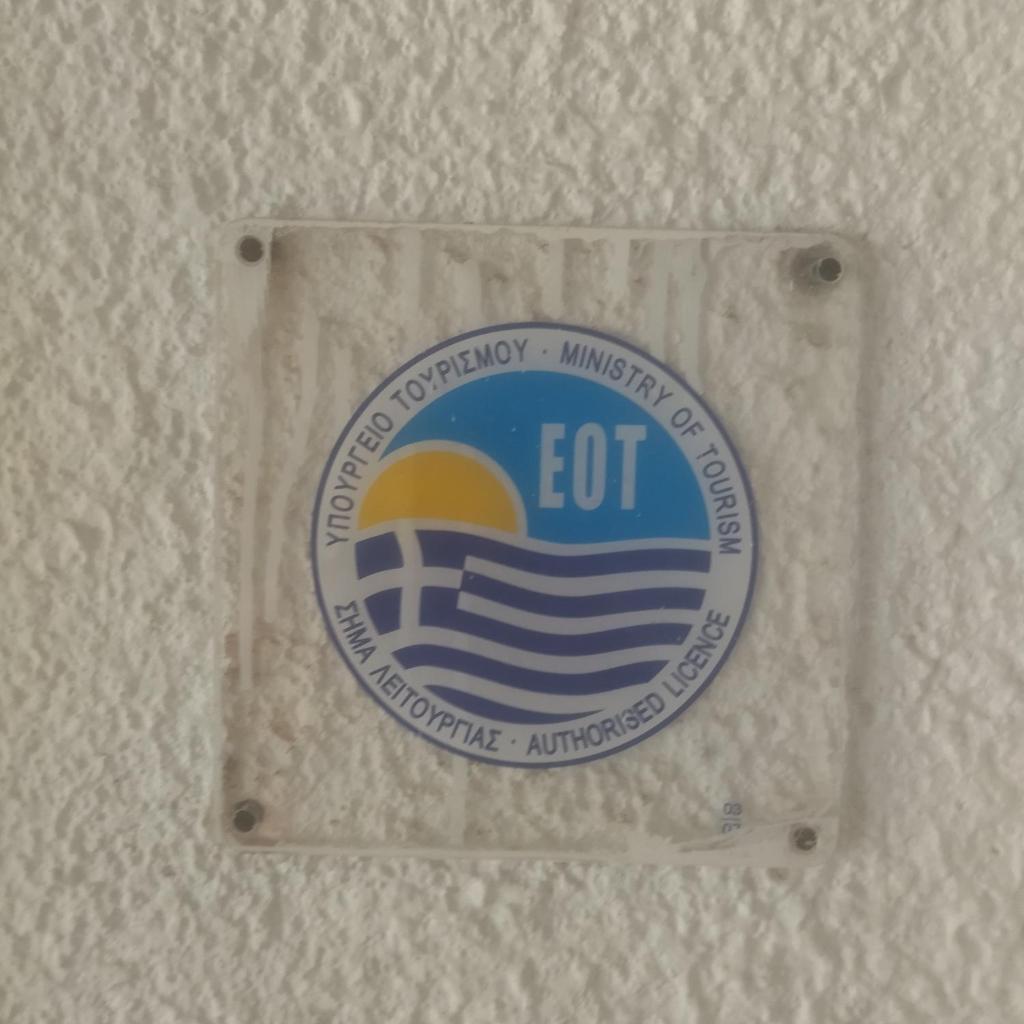 ΥΠΟΥΡΓΕΙΟ ΤΟΥΡΙΣΜΟΥ · MINISTRY OF TOURISM
ΕΟΤ
ΣΗΜΑ ΛΕΙΤΟΥΡΓΙΑΣ · AUTHORISED LICENCE